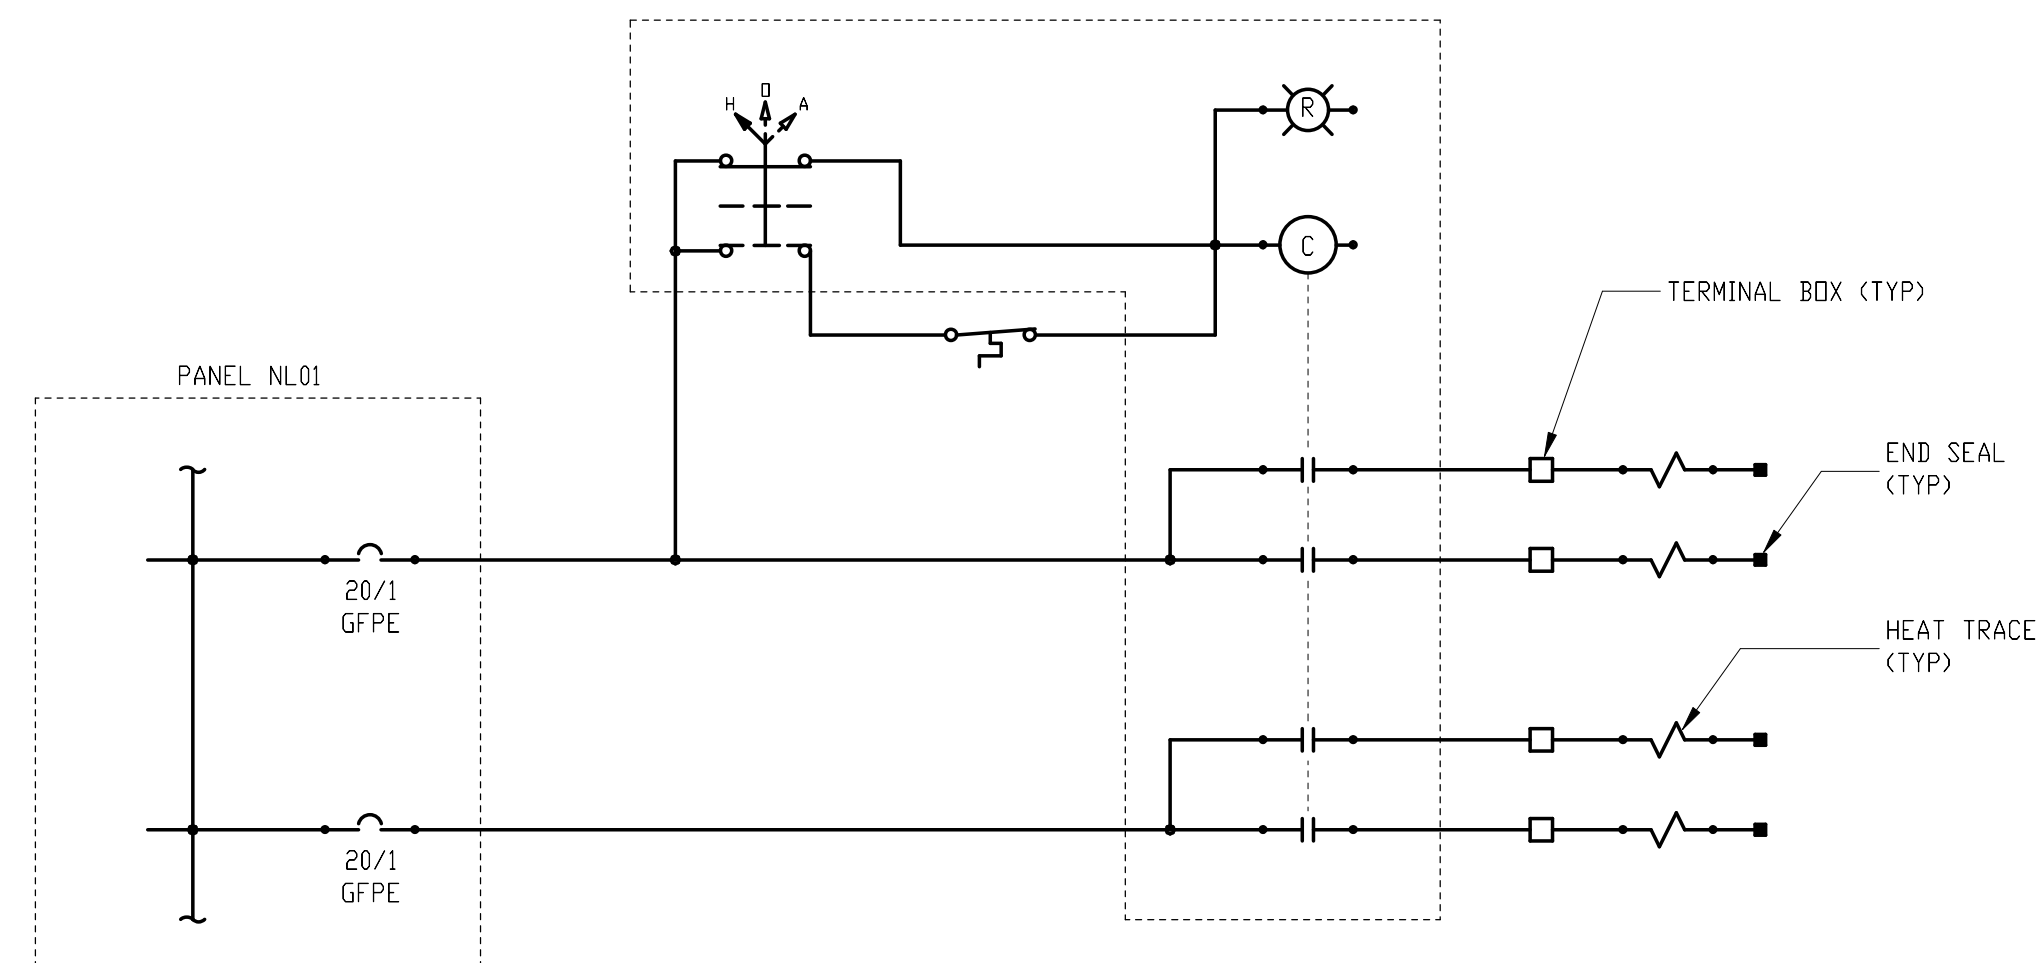 H
O
A
R
C
TERMINAL BOX (TYP)
PANEL NL01
END SEAL
(TYP)
20/1
GFPE
HEAT TRACE
(TYP)
20/1
GFPE